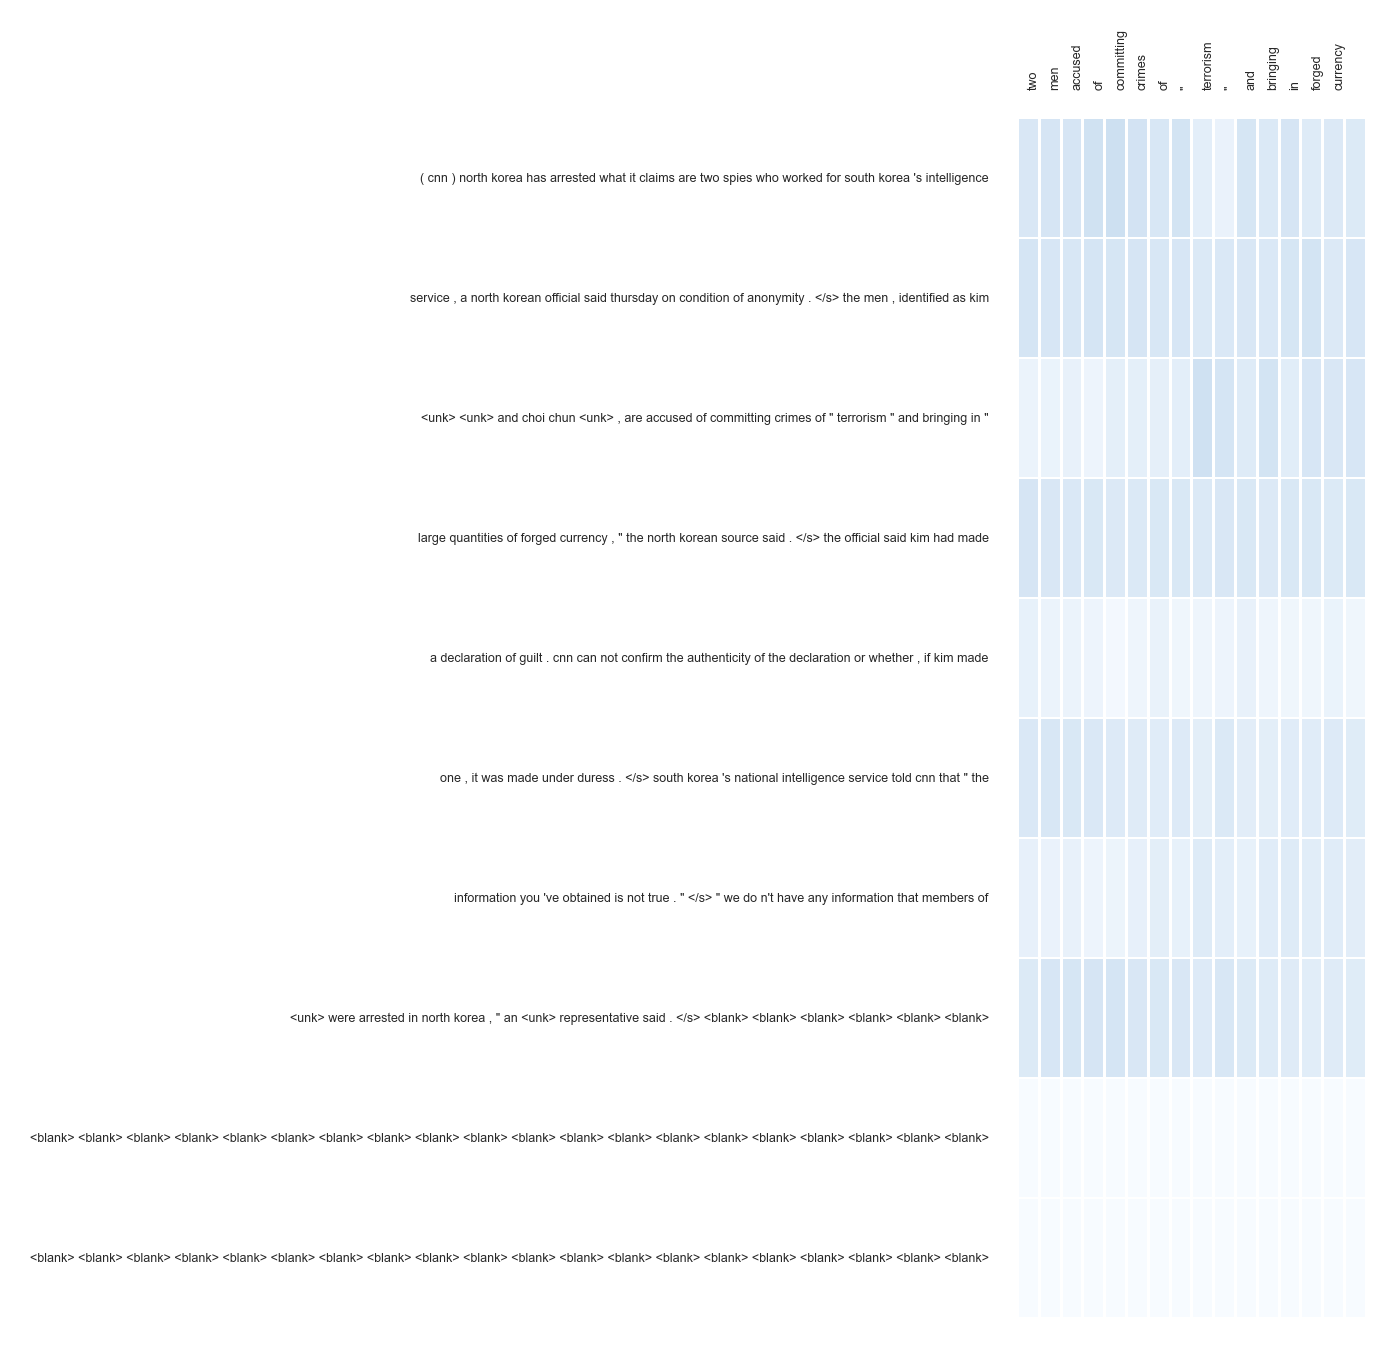 two
men
accused
of
committing
crimes
of
"
terrorism
"
and
bringing
in
forged
currency
( cnn ) north korea has arrested what it claims are two spies who worked for south korea 's intelligence
service , a north korean official said thursday on condition of anonymity . </s> the men , identified as kim
<unk> <unk> and choi chun <unk> , are accused of committing crimes of " terrorism " and bringing in "
large quantities of forged currency , " the north korean source said . </s> the official said kim had made
a declaration of guilt . cnn can not confirm the authenticity of the declaration or whether , if kim made
one , it was made under duress . </s> south korea 's national intelligence service told cnn that " the
information you 've obtained is not true . " </s> " we do n't have any information that members of
<unk> were arrested in north korea , " an <unk> representative said . </s> <blank> <blank> <blank> <blank> <blank> <blank>
<blank> <blank> <blank> <blank> <blank> <blank> <blank> <blank> <blank> <blank> <blank> <blank> <blank> <blank> <blank> <blank> <blank> <blank> <blank> <blank>
<blank> <blank> <blank> <blank> <blank> <blank> <blank> <blank> <blank> <blank> <blank> <blank> <blank> <blank> <blank> <blank> <blank> <blank> <blank> <blank>